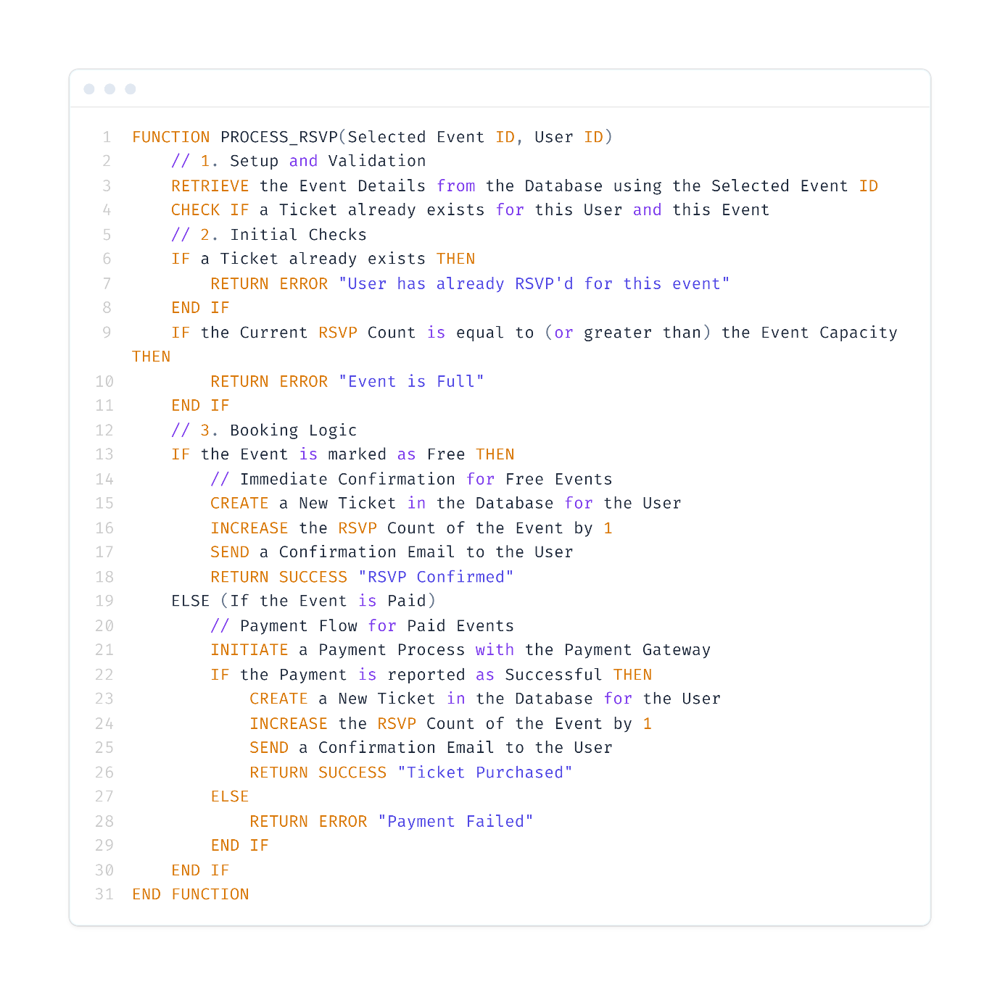 1 FUNCTION PROCESS_RSVP(Selected Event ID, User ID)
2     // 1. Setup and Validation
3     RETRIEVE the Event Details from the Database using the Selected Event ID
4     CHECK IF a Ticket already exists for this User and this Event
5     // 2. Initial Checks
6     IF a Ticket already exists THEN
7         RETURN ERROR "User has already RSVP'd for this event"
8     END IF
9     IF the Current RSVP Count is equal to (or greater than) the Event Capacity
THEN
10         RETURN ERROR "Event is Full"
11     END IF
12     // 3. Booking Logic
13     IF the Event is marked as Free THEN
14         // Immediate Confirmation for Free Events
15         CREATE a New Ticket in the Database for the User
16         INCREASE the RSVP Count of the Event by 1
17         SEND a Confirmation Email to the User
18         RETURN SUCCESS "RSVP Confirmed"
19     ELSE (If the Event is Paid)
20         // Payment Flow for Paid Events
21         INITIATE a Payment Process with the Payment Gateway
22         IF the Payment is reported as Successful THEN
23             CREATE a New Ticket in the Database for the User
24             INCREASE the RSVP Count of the Event by 1
25             SEND a Confirmation Email to the User
26             RETURN SUCCESS "Ticket Purchased"
27         ELSE
28             RETURN ERROR "Payment Failed"
29         END IF
30     END IF
31 END FUNCTION